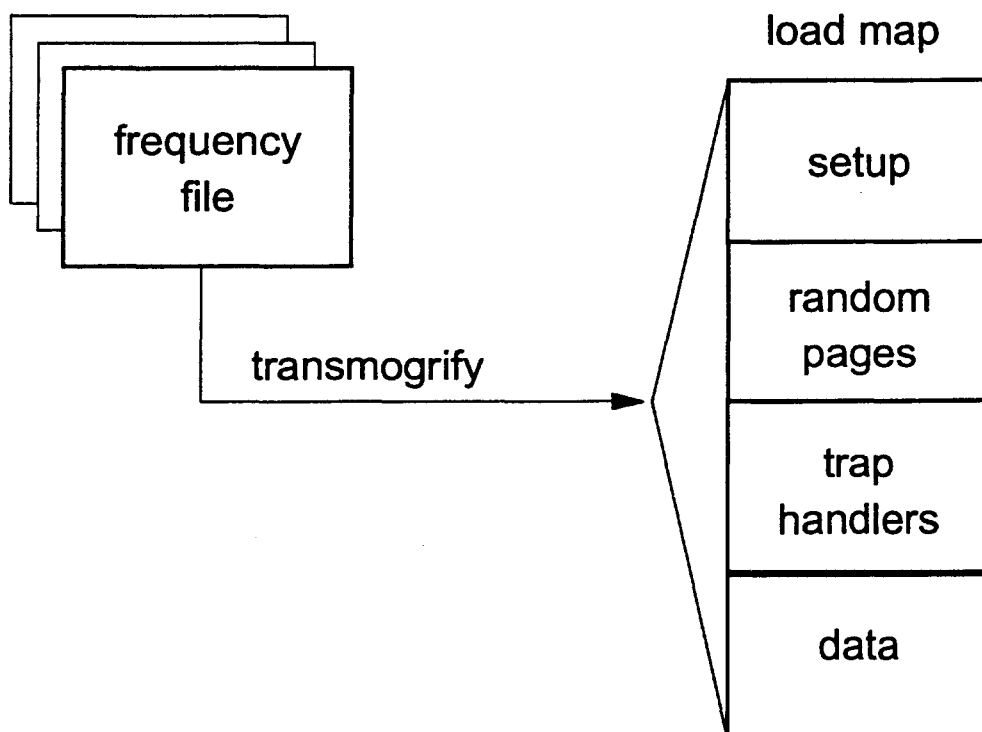 load map
frequency
file
setup
random
pages
transmogrify
trap
handlers
data